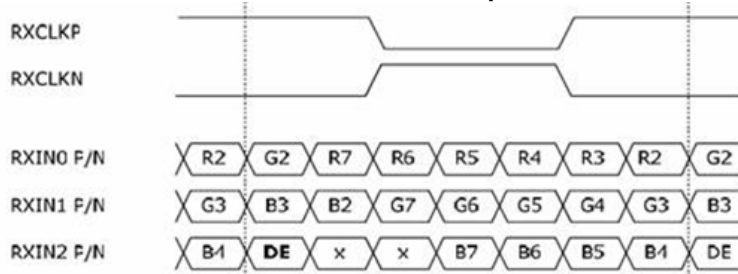 RXCLKP
RXCLKN
RXIN0 P/N R2 G2 R7 R6 R5 R4 R3 R2 G2
RXIN1 P/N G3 B3 B2 G7 G6 G5 G4 G3 B3
RXIN2 P/N B4 DE x x B7 B6 B5 B4 DE